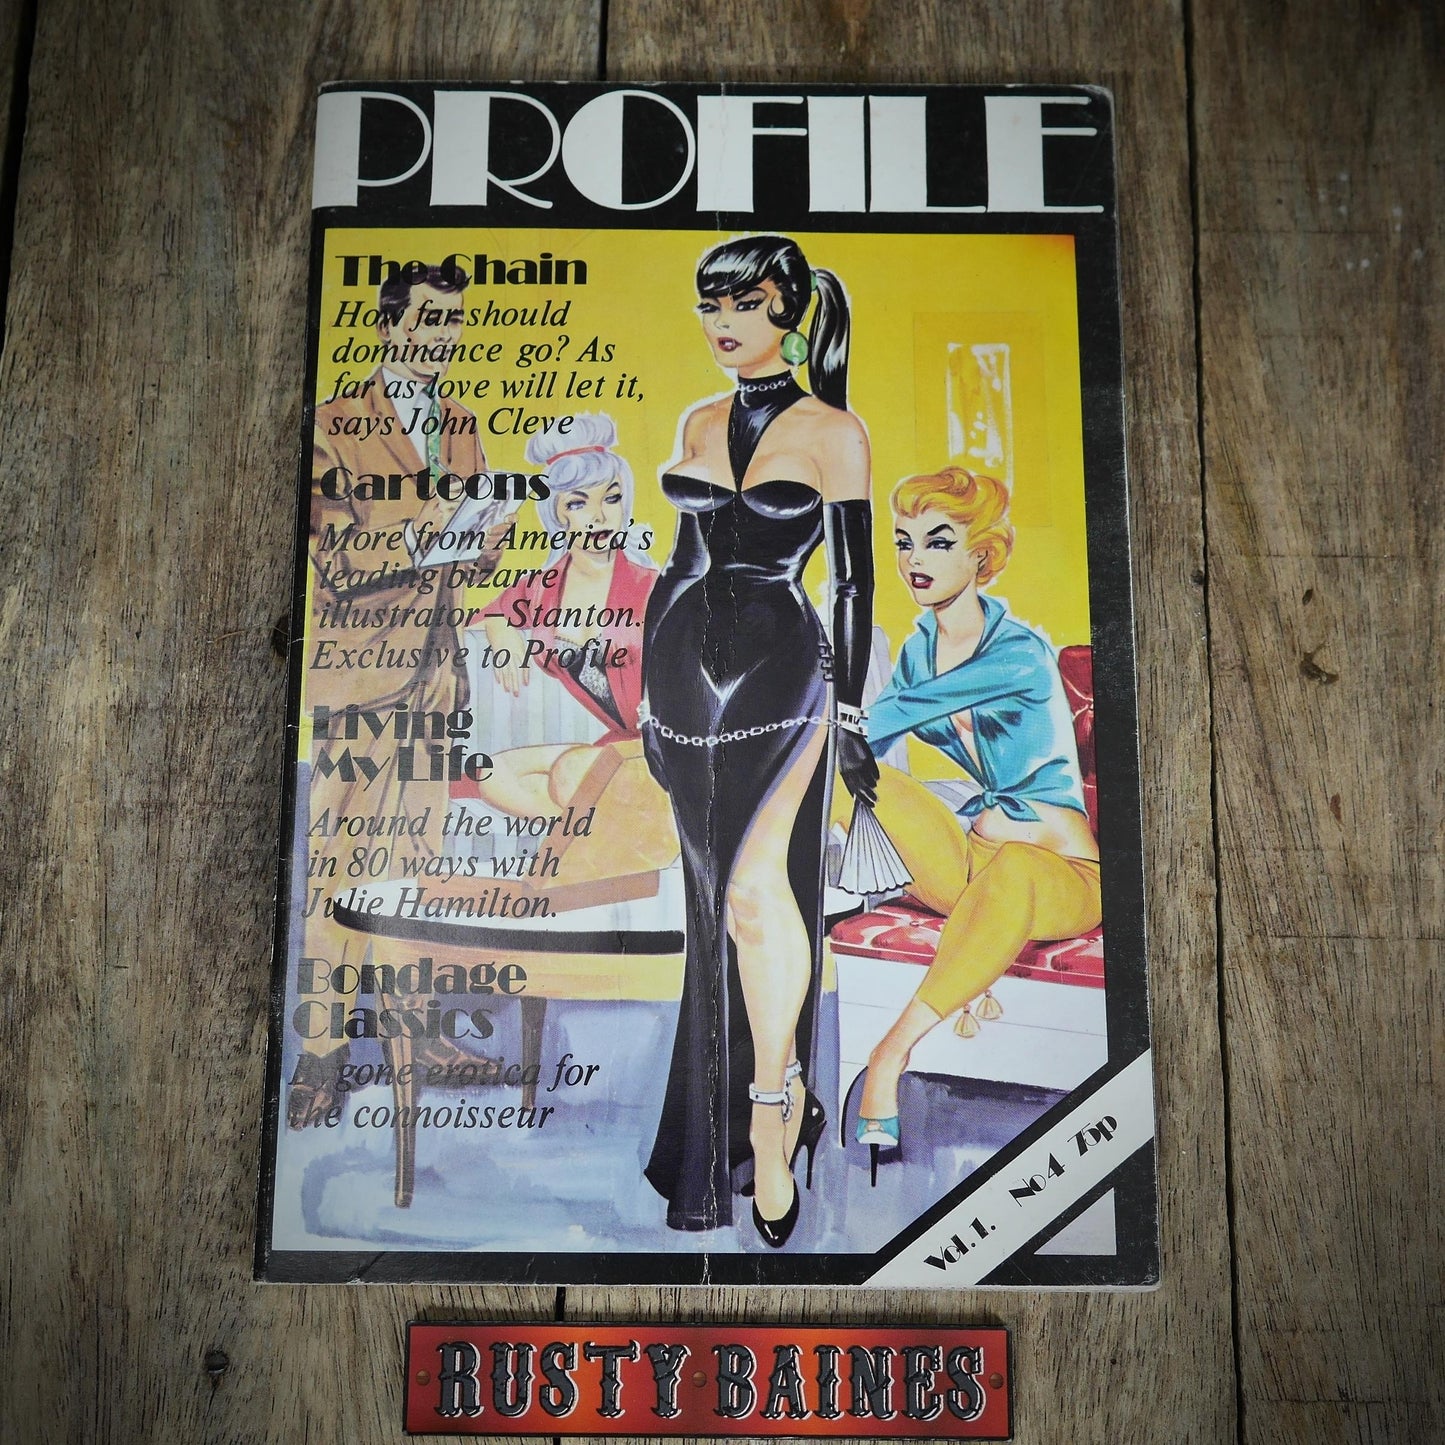 PROFILE
The Chain
How far should
dominance go? As
far as love will let it,
says John Cleve
Cartoons
More from America's
leading bizarre
illustrator–Stanton.
Exclusive to Profile
Living
My Life
Around the world
in 80 ways with
Julie Hamilton.
Bondage
Classics
Bygone erotica for
the connoisseur
Vol. 1. No 4 75p
RUSTY BAINES